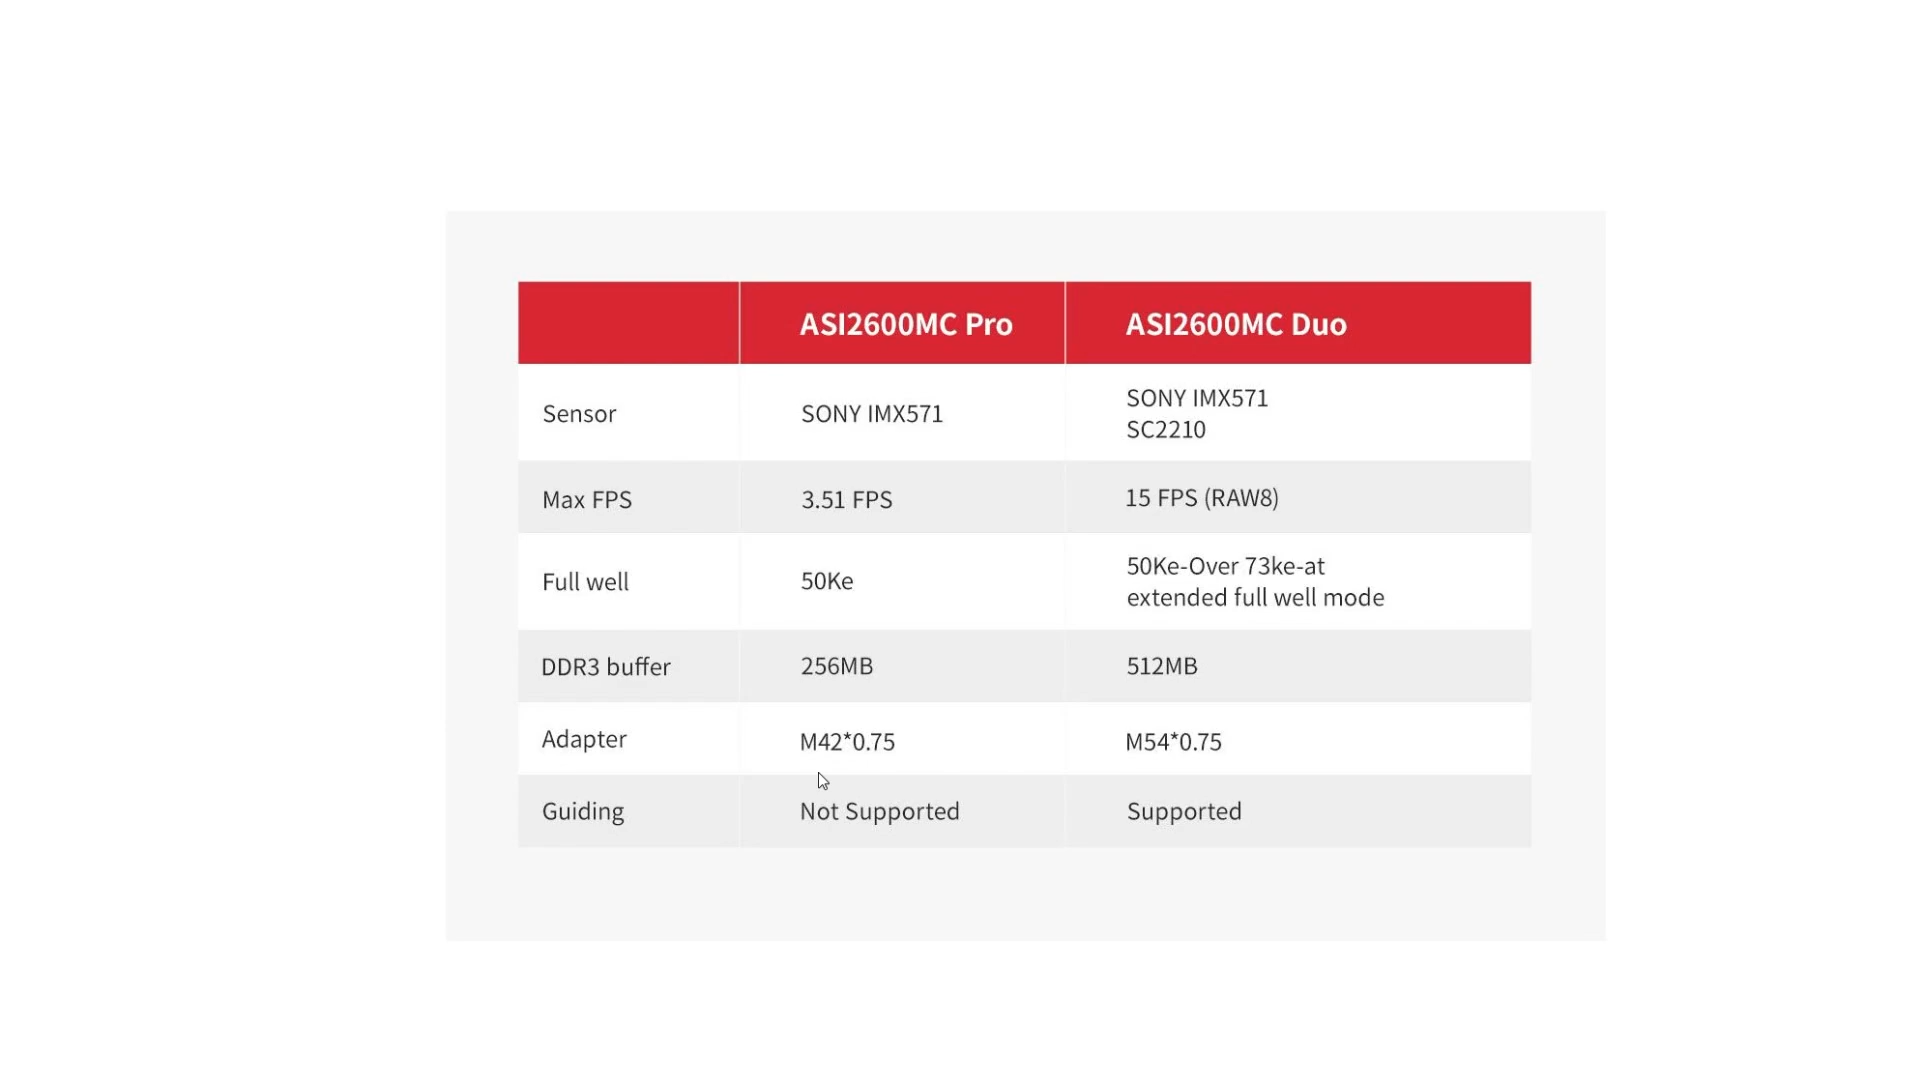 ASI2600MC Pro
ASI2600MC Duo
Sensor
SONY IMX571
SONY IMX571
SC2210
Max FPS
3.51 FPS
15 FPS (RAW8)
Full well
50Ke
50Ke-Over 73ke-at
extended full well mode
DDR3 buffer
256MB
512MB
Adapter
M42*0.75
M54*0.75
Guiding
Not Supported
Supported